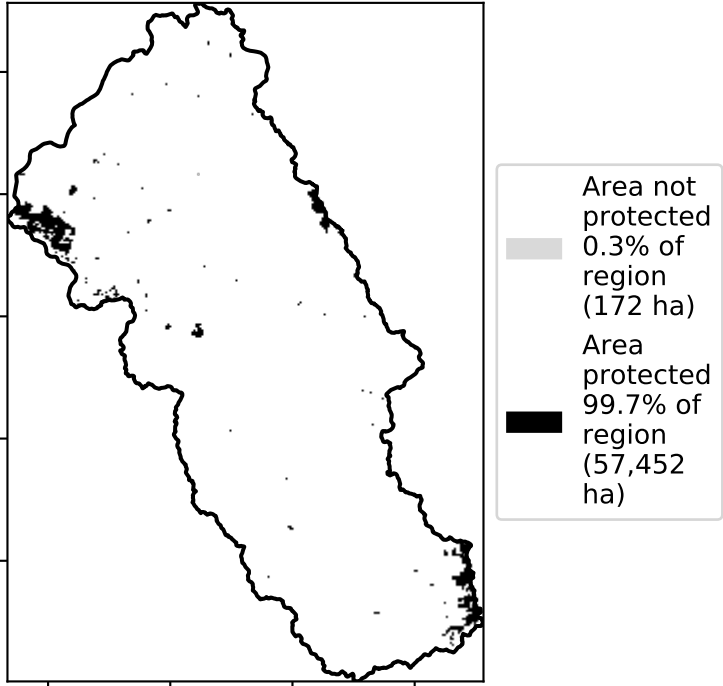 Area not
protected
0.3% of
region
(172 ha)
Area
protected
99.7% of
region
(57,452
ha)